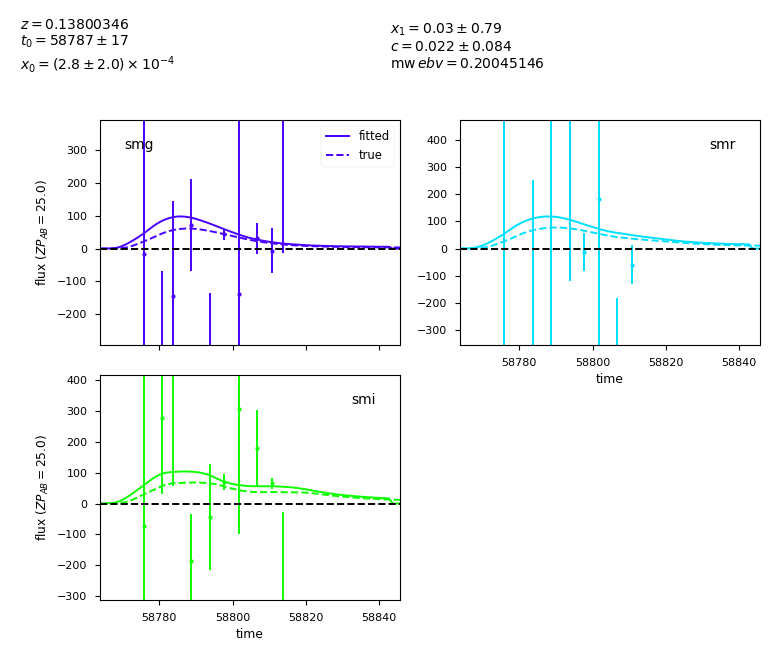 z = 0.13800346
t₀ = 58787 ± 17
x₀ = (2.8 ± 2.0) × 10⁻⁴
x₁ = 0.03 ± 0.79
c = 0.022 ± 0.084
mw ebv = 0.20045146
smg
fitted
true
300
200
100
0
−100
−200
flux (ZP_AB = 25.0)
smr
400
300
200
100
0
−100
−200
−300
58780 58800 58820 58840
time
smi
400
300
200
100
0
−100
−200
−300
flux (ZP_AB = 25.0)
58780 58800 58820 58840
time